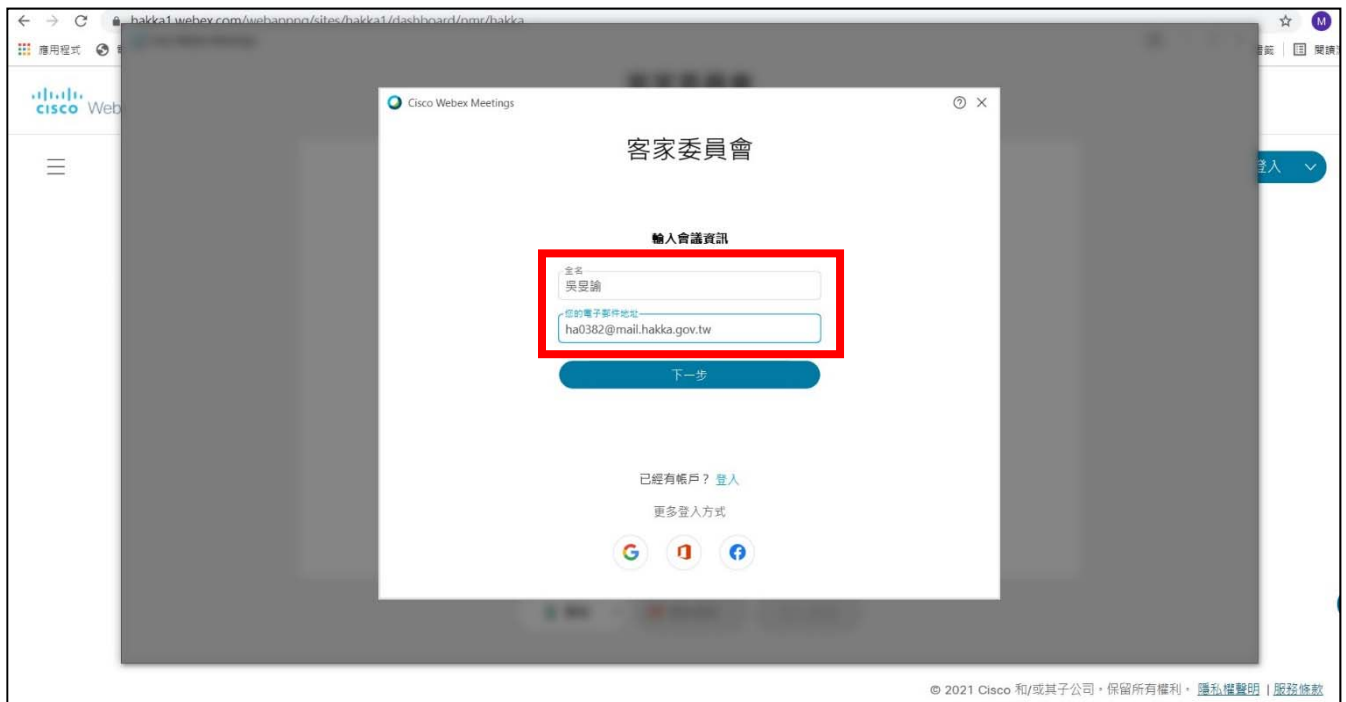 hakka1.webex.com/webappng/sites/hakka1/dashboard/pmr/hakka
M
應用程式
閱讀
cisco Web
Cisco Webex Meetings
客家委員會
登入
輸入會議資訊
全名
吳旻諭
您的電子郵件地址
ha0382@mail.hakka.gov.tw
下一步
已經有帳戶？ 登入
更多登入方式
© 2021 Cisco 和/或其子公司。保留所有權利。 隱私權聲明 | 服務條款